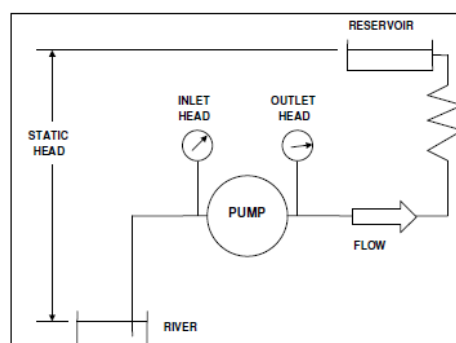 RESERVOIR
INLET
HEAD
OUTLET
HEAD
STATIC
HEAD
PUMP
FLOW
RIVER